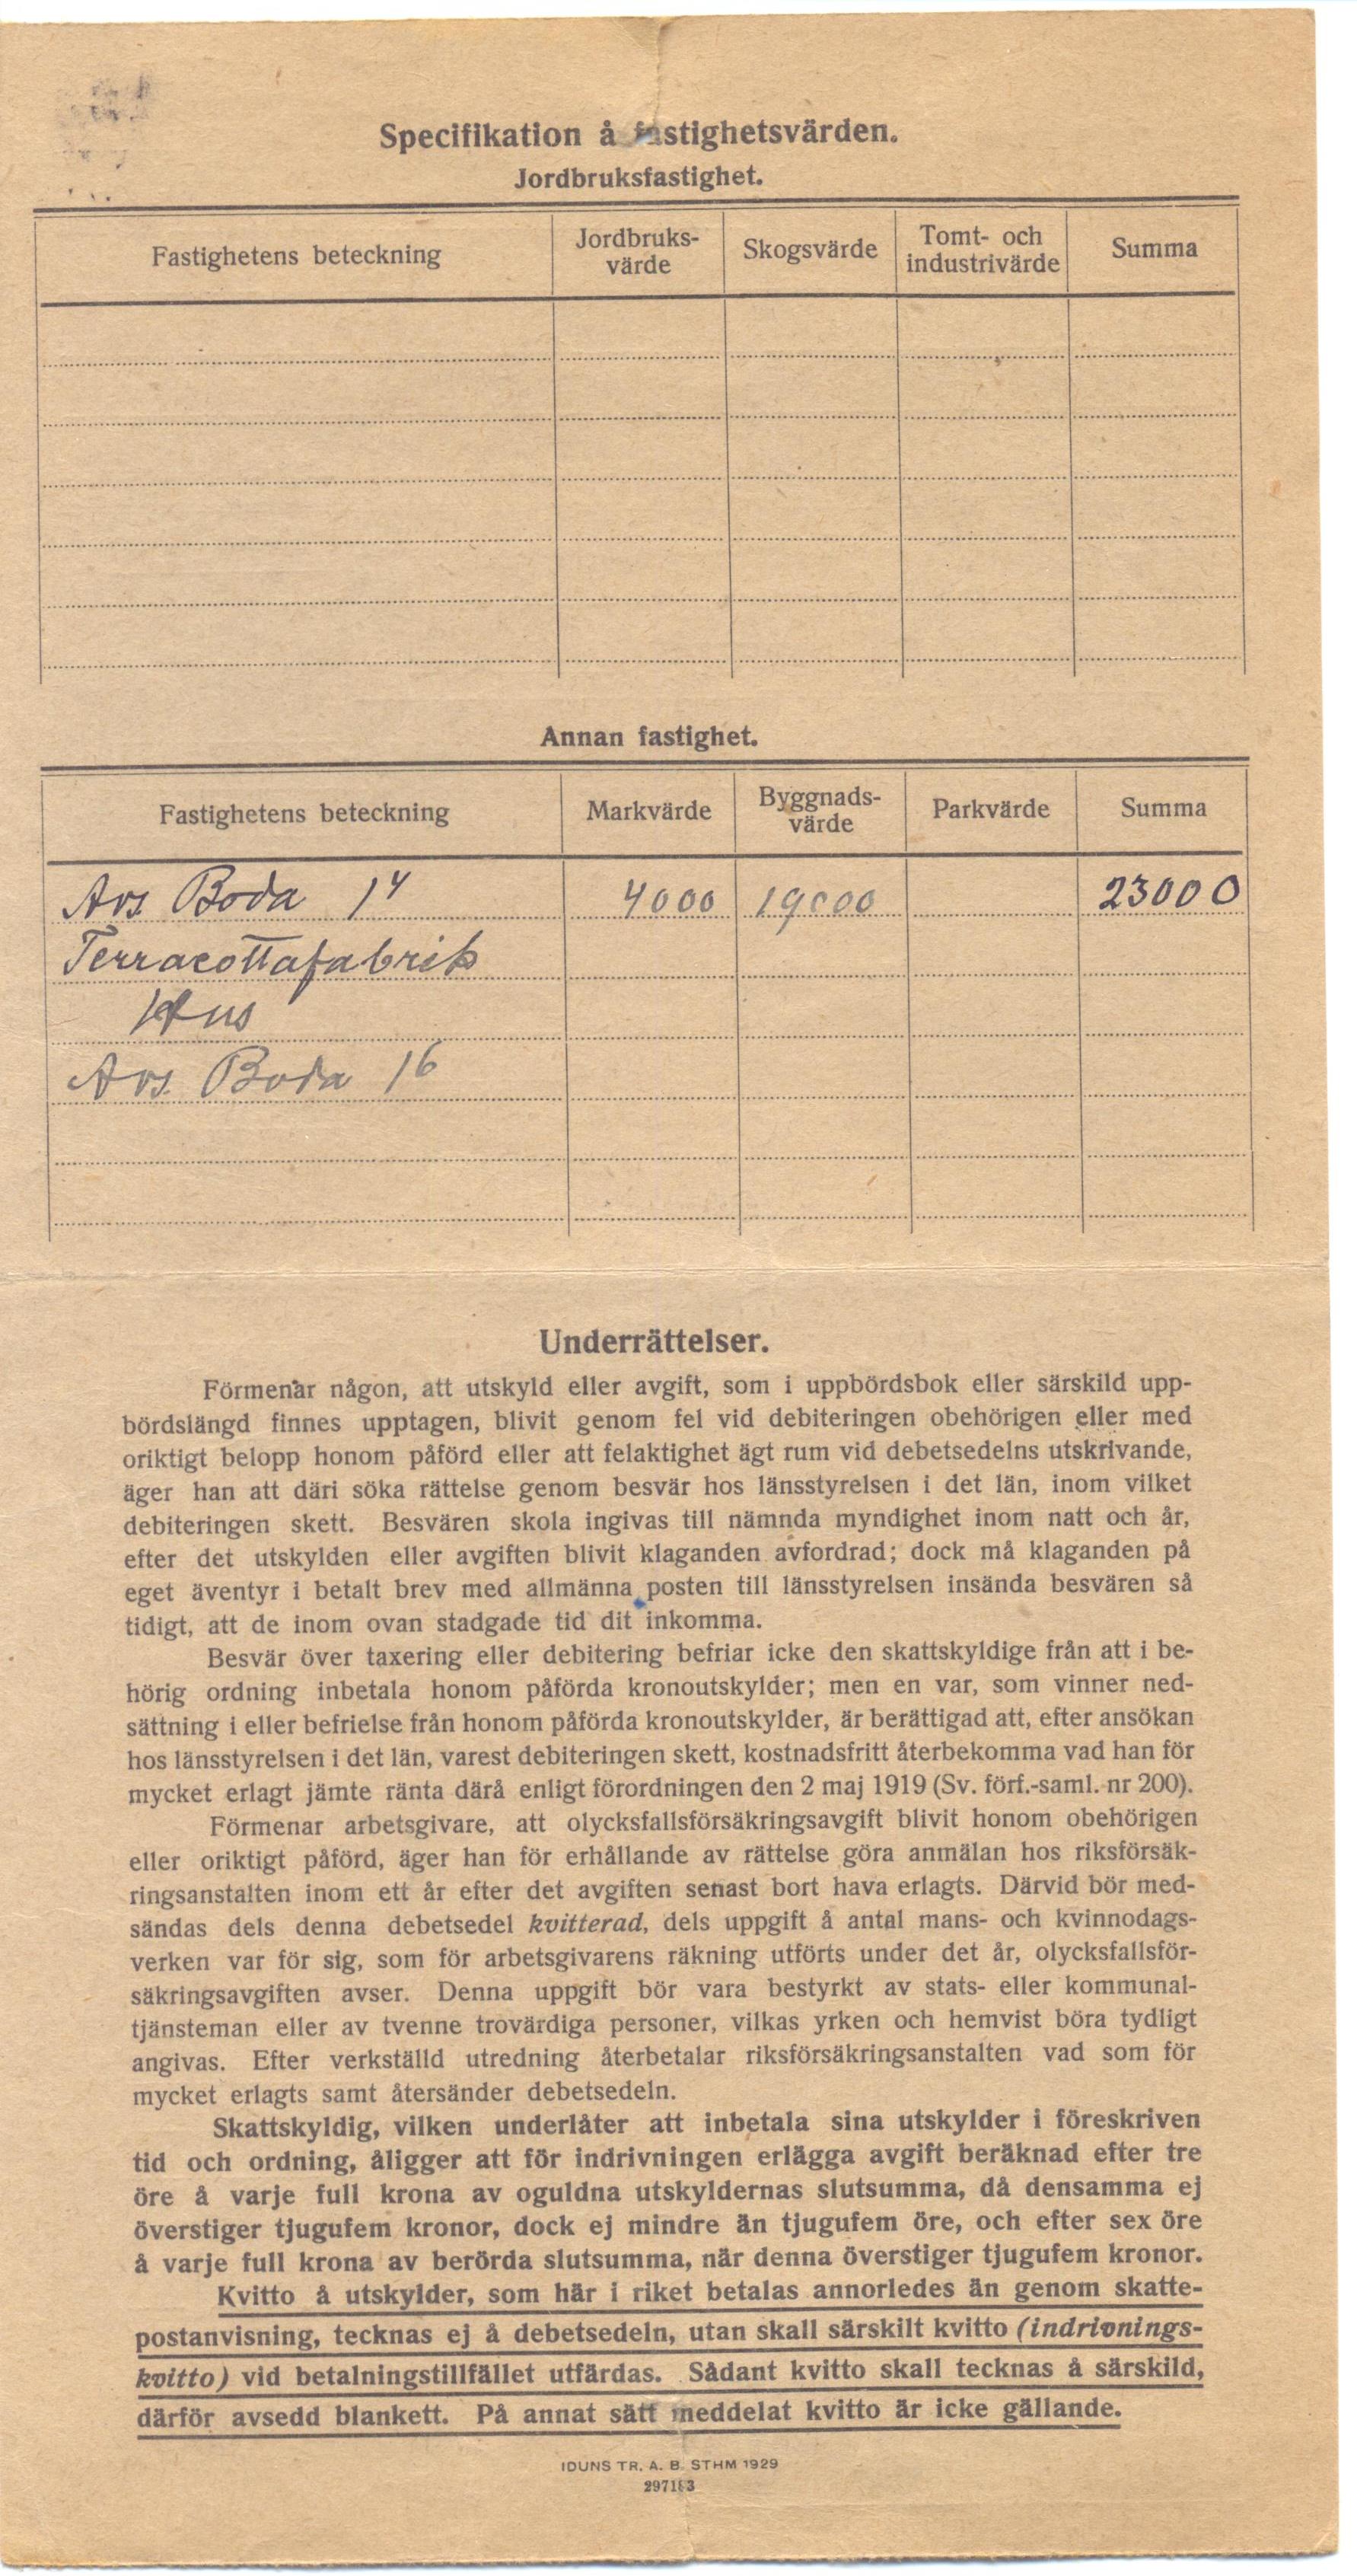 Specifikation å fastighetsvärden.
Jordbruksfastighet.
Fastighetens beteckning
Jordbruks-
värde
Skogsvärde
Tomt- och
industrivärde
Summa
Annan fastighet.
Fastighetens beteckning
Markvärde
Byggnads-
värde
Parkvärde
Summa
Avs. Boda 14 4000 19000 23000
Terracottafabrik
Hus
Avs. Boda 16
Underrättelser.
Förmenar någon, att utskyld eller avgift, som i uppbördsbok eller särskild upp-
bördslängd finnes upptagen, blivit genom fel vid debiteringen obehörigen eller med
oriktigt belopp honom påförd eller att felaktighet ägt rum vid debetsedelns utskrivande,
äger han att däri söka rättelse genom besvär hos länsstyrelsen i det län, inom vilket
debiteringen skett. Besvären skola ingivas till nämnda myndighet inom natt och år,
efter det utskylden eller avgiften blivit klaganden avfordrad; dock må klaganden på
eget äventyr i betalt brev med allmänna posten till länsstyrelsen insända besvären så
tidigt, att de inom ovan stadgade tid dit inkomma.
Besvär över taxering eller debitering befriar icke den skattskyldige från att i be-
hörig ordning inbetala honom påförda kronoutskylder; men en var, som vinner ned-
sättning i eller befrielse från honom påförda kronoutskylder, är berättigad att, efter ansökan
hos länsstyrelsen i det län, varest debiteringen skett, kostnadsfritt återbekomma vad han för
mycket erlagt jämte ränta därå enligt förordningen den 2 maj 1919 (Sv. förf.-saml. nr 200).
Förmenar arbetsgivare, att olycksfallsförsäkringsavgift blivit honom obehörigen
eller oriktigt påförd, äger han för erhållande av rättelse göra anmälan hos riksförsäk-
ringsanstalten inom ett år efter det avgiften senast bort hava erlagts. Därvid bör med-
sändas dels denna debetsedel kvitterad, dels uppgift å antal mans- och kvinnodags-
verken var för sig, som för arbetsgivarens räkning utförts under det år, olycksfallsför-
säkringsavgiften avser. Denna uppgift bör vara bestyrkt av stats- eller kommunal-
tjänsteman eller av tvenne trovärdiga personer, vilkas yrken och hemvist böra tydligt
angivas. Efter verkställd utredning återbetalar riksförsäkringsanstalten vad som för
mycket erlagts samt återsänder debetsedeln.
Skattskyldig, vilken underlåter att inbetala sina utskylder i föreskriven
tid och ordning, åligger att för indrivningen erlägga avgift beräknad efter tre
öre å varje full krona av oguldna utskyldernas slutsumma, då densamma ej
överstiger tjugufem kronor, dock ej mindre än tjugufem öre, och efter sex öre
å varje full krona av berörda slutsumma, när denna överstiger tjugufem kronor.
Kvitto å utskylder, som här i riket betalas annorledes än genom skatte-
postanvisning, tecknas ej å debetsedeln, utan skall särskilt kvitto (indrivnings-
kvitto) vid betalningstillfället utfärdas. Sådant kvitto skall tecknas å särskild,
därför avsedd blankett. På annat sätt meddelat kvitto är icke gällande.
IDUNS TR. A. B. STHM 1929
297183